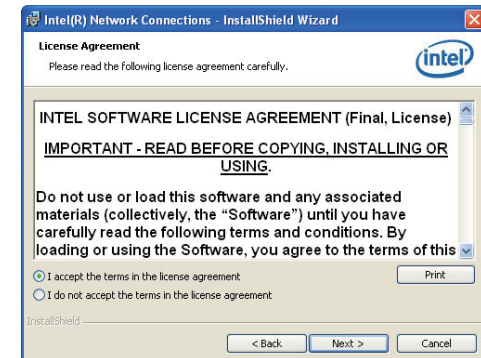 Intel(R) Network Connections - InstallShield Wizard
License Agreement
Please read the following license agreement carefully.
intel
INTEL SOFTWARE LICENSE AGREEMENT (Final, License)
IMPORTANT - READ BEFORE COPYING, INSTALLING OR
USING.
Do not use or load this software and any associated
materials (collectively, the “Software”) until you have
carefully read the following terms and conditions. By
loading or using the Software, you agree to the terms of this
I accept the terms in the license agreement
Print
I do not accept the terms in the license agreement
InstallShield
< Back
Next >
Cancel